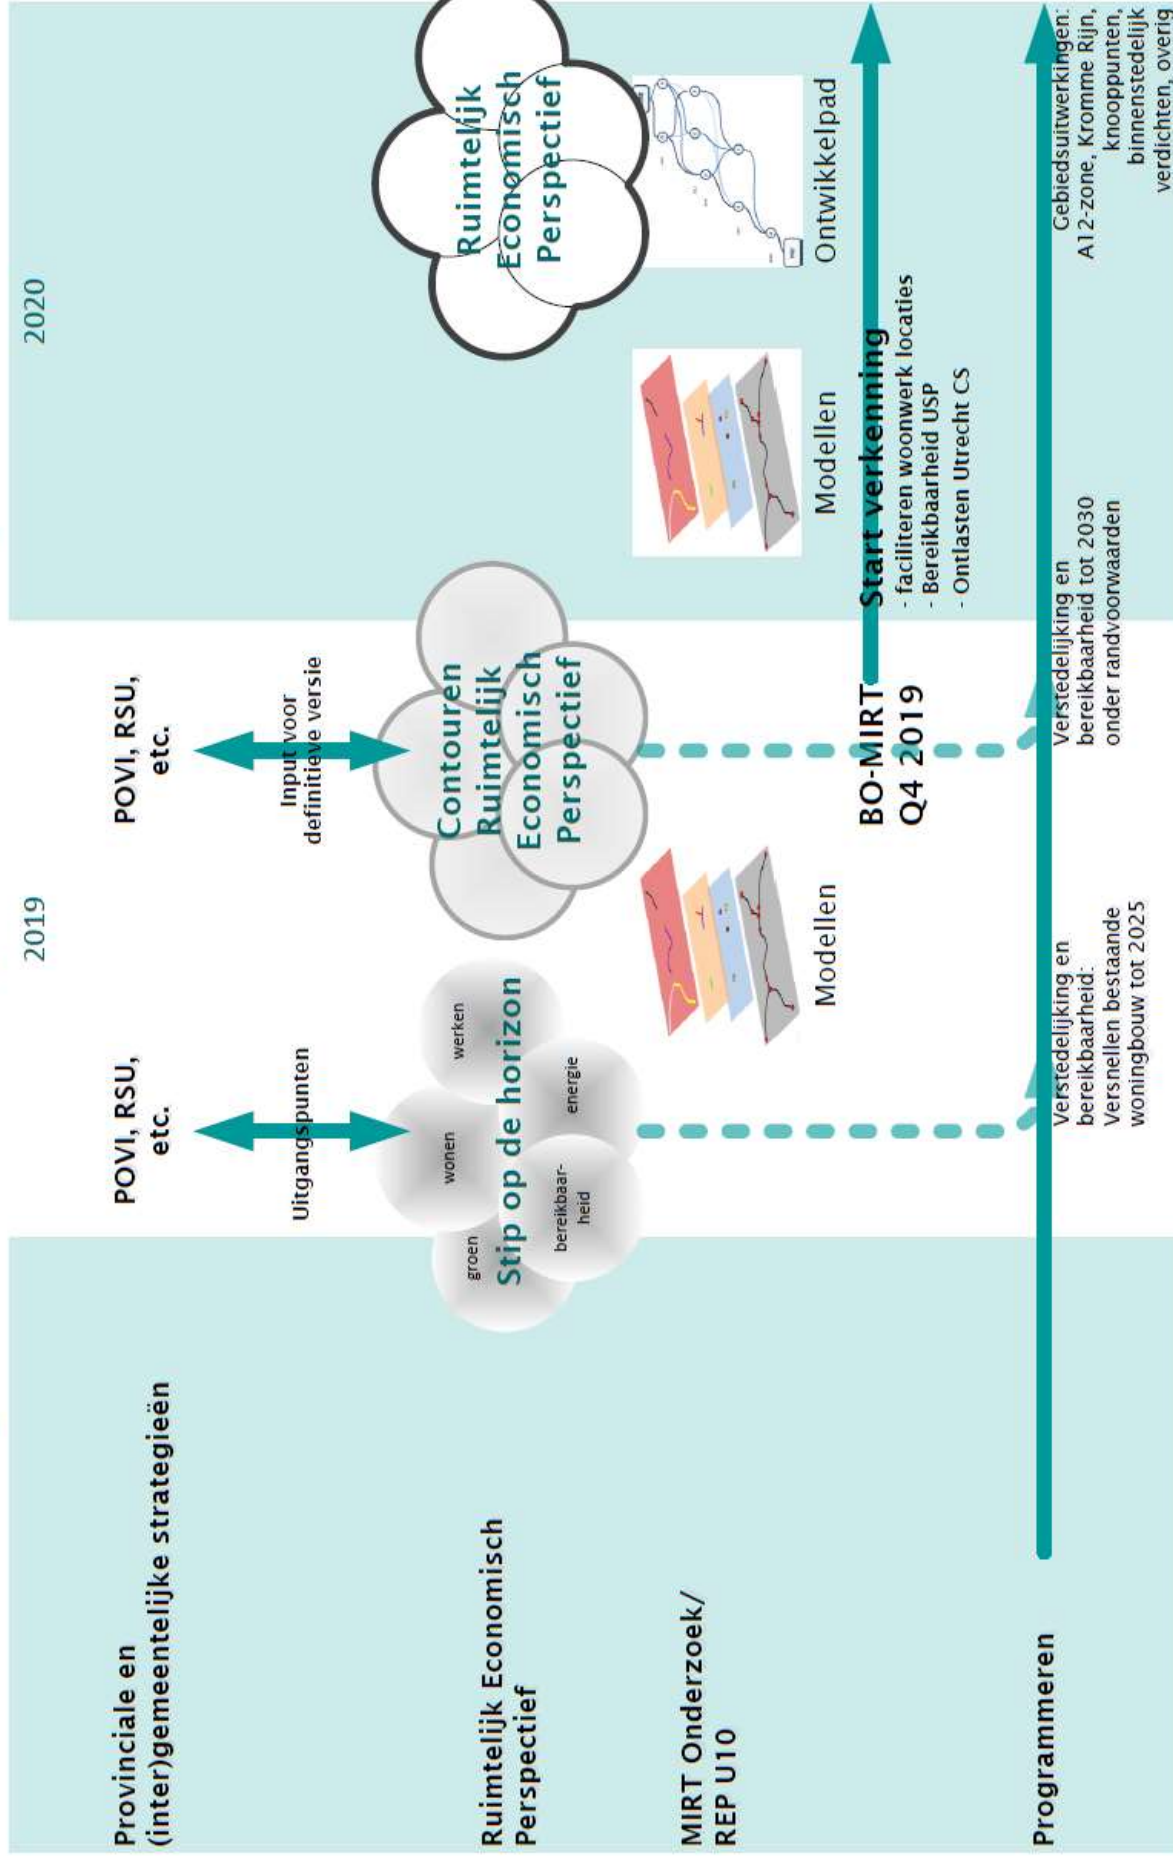 2019
2020
Provinciale en
(inter)gemeentelijke strategieën
POVI, RSU,
etc.
POVI, RSU,
etc.
Uitgangspunten
Input voor
definitieve versie
Ruimtelijk Economisch
Perspectief
groen
wonen
werken
Stip op de horizon
bereikbaar-
heid
energie
Contouren
Ruimtelijk
Economisch
Perspectief
Ruimtelijk
Economisch
Perspectief
MIRT Onderzoek/
REP U10
Modellen
Modellen
Ontwikkelpad
BO-MIRT
Q4 2019
Start verkenning
- faciliteren woonwerk locaties
- Bereikbaarheid USP
- Ontlasten Utrecht CS
Programmeren
Verstedelijking en
bereikbaarheid:
Versnellen bestaande
woningbouw tot 2025
Verstedelijking en
bereikbaarheid tot 2030
onder randvoorwaarden
Gebiedsuitwerkingen:
A12-zone, Kromme Rijn,
knooppunten,
binnenstedelijk
verdichten, overig